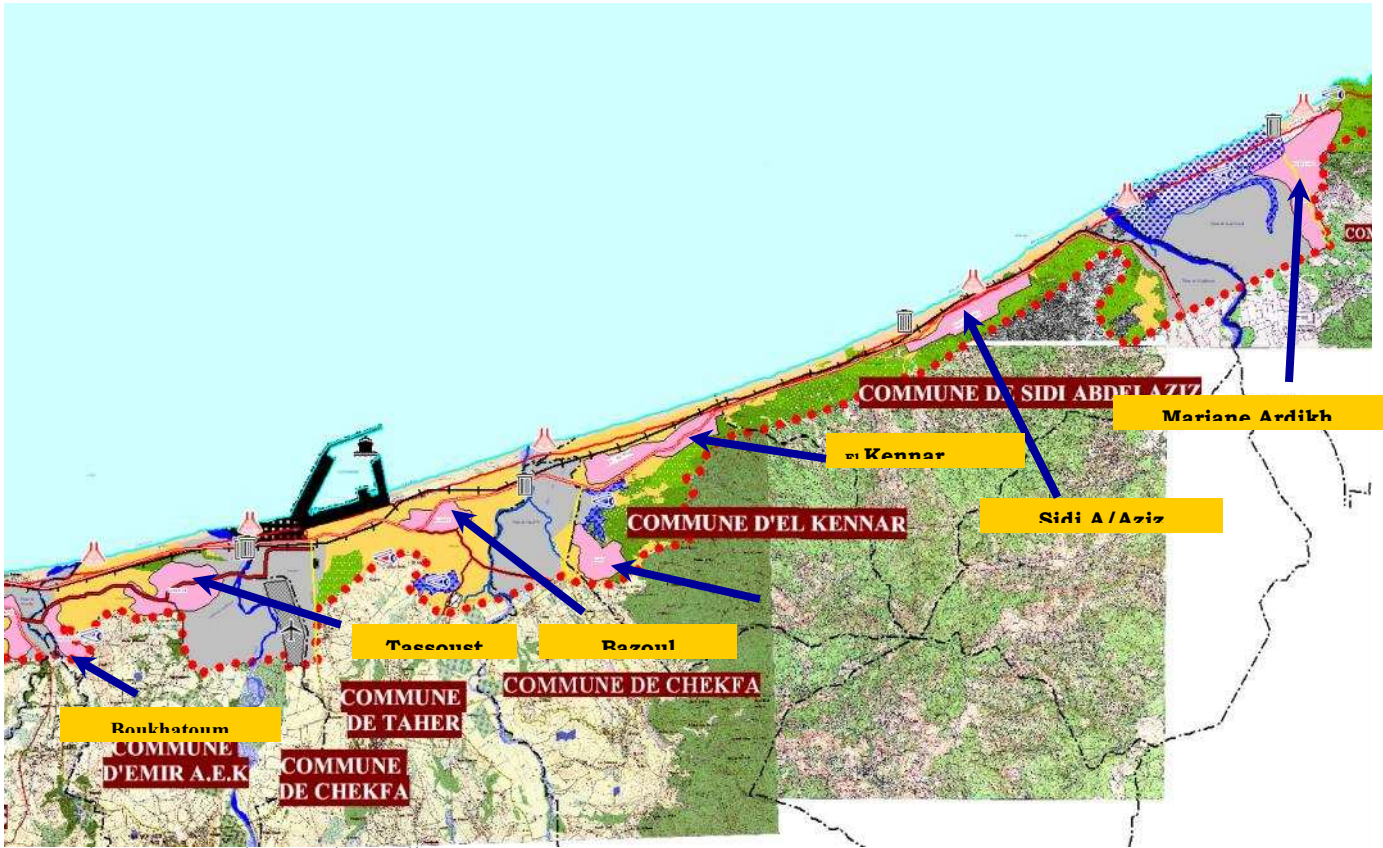 COMMUNE DE SIDI ABDELAZIZ
Mariane Ardikh
El Kennar
Sidi A/Aziz
COMMUNE D'EL KENNAR
Tassoust
Bazoul
COMMUNE DE CHEKFA
COMMUNE
DE TAHER
Boukhatoum
COMMUNE
D'EMIR A.E.K
COMMUNE
DE CHEKFA